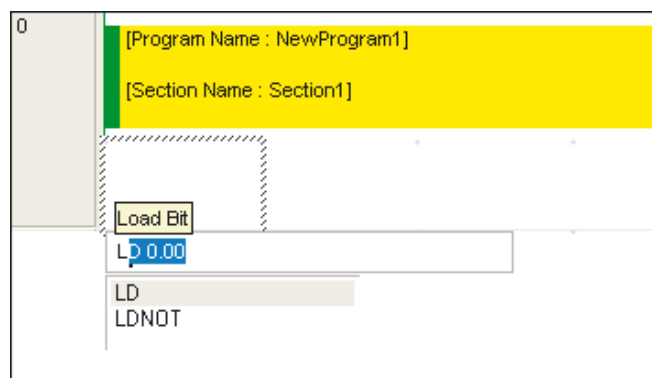 0
[Program Name : NewProgram1]
[Section Name : Section1]
Load Bit
LD 0.00
LD
LDNOT